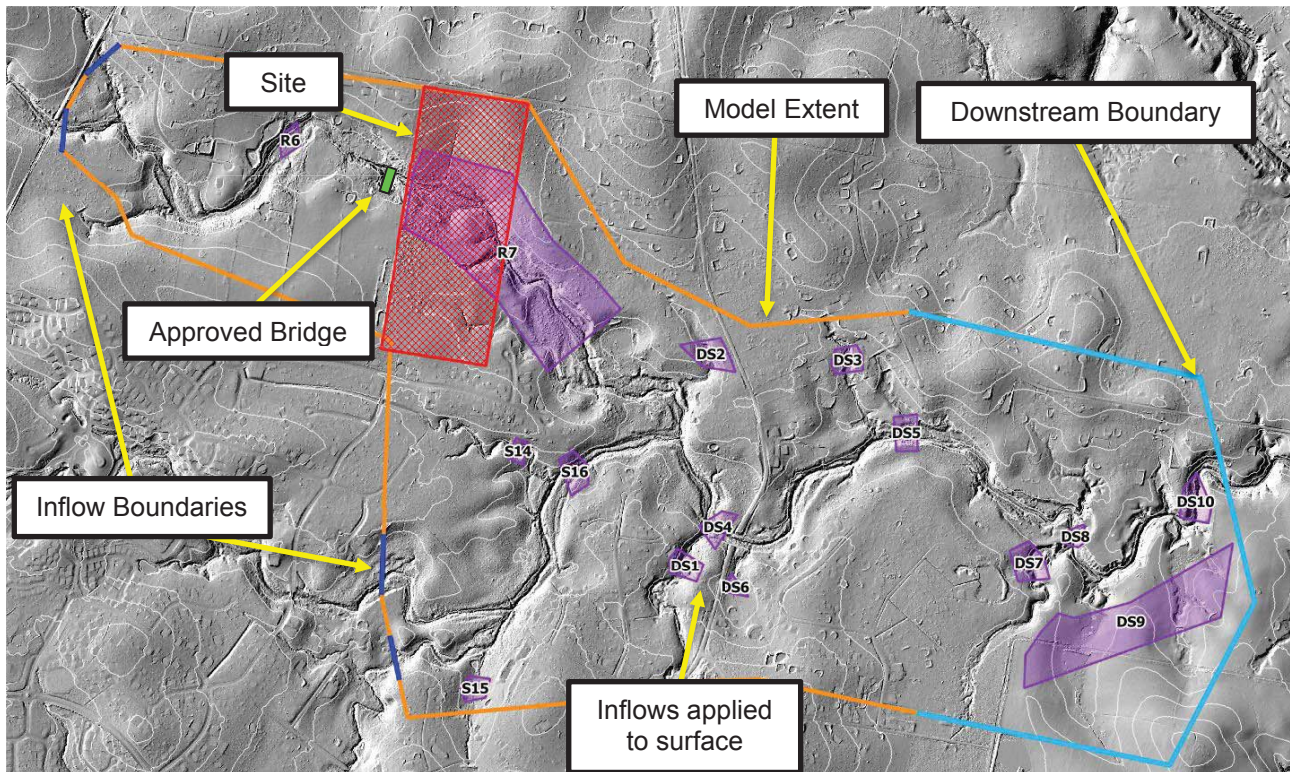 Site
Model Extent
Downstream Boundary
R6
R7
Approved Bridge
DS2
DS3
DS5
S14
S16
Inflow Boundaries
DS10
DS4
DS8
DS1
DS7
DS6
DS9
S15
Inflows applied
to surface